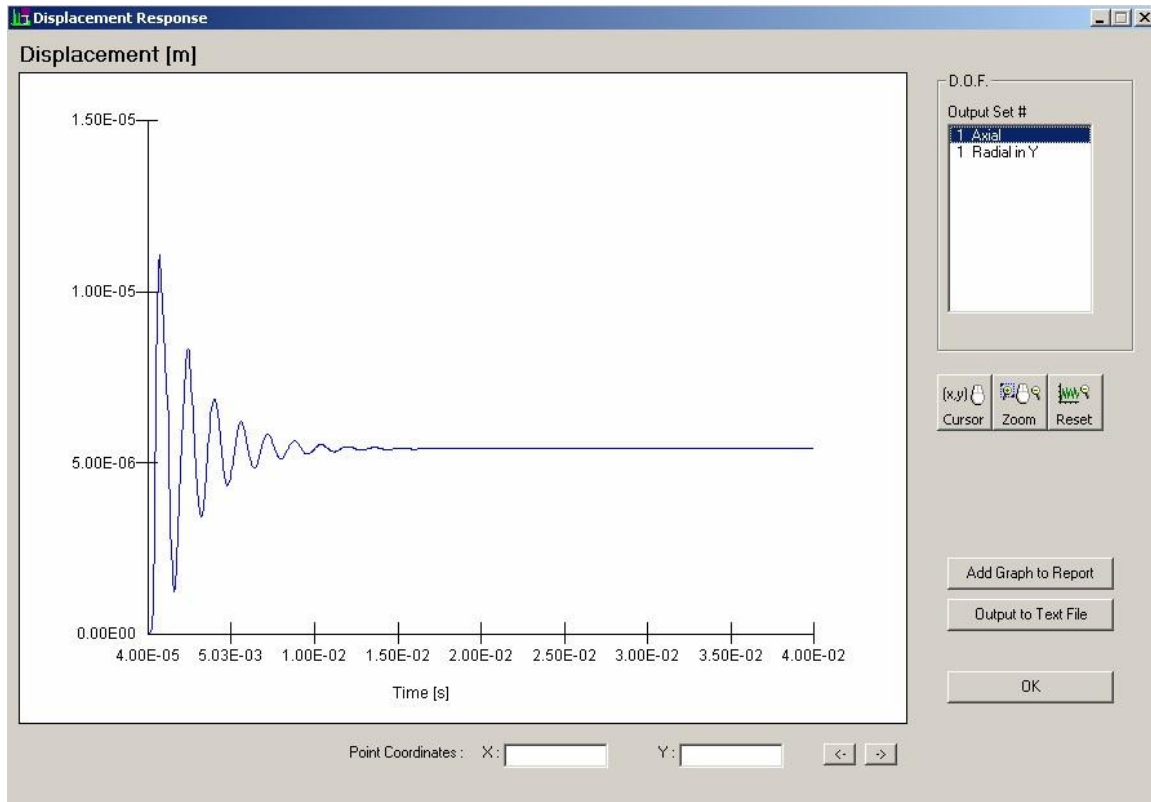 Displacement Response
Displacement [m]
1.50E-05
1.00E-05
5.00E-06
0.00E00
4.00E-05 5.03E-03 1.00E-02 1.50E-02 2.00E-02 2.50E-02 3.00E-02 3.50E-02 4.00E-02
Time [s]
D.O.F.
Output Set #
1 Axial
1 Radial in Y
(x,y)
Cursor Zoom Reset
Add Graph to Report
Output to Text File
OK
Point Coordinates : X : Y : <- ->